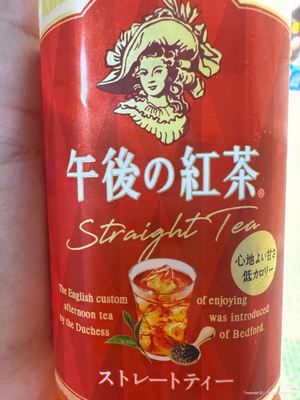 午後の紅茶®
Straight Tea
心地よい甘さ
低カロリー
The English custom of enjoying
afternoon tea was introduced
by the Duchess of Bedford.
ストレートティー